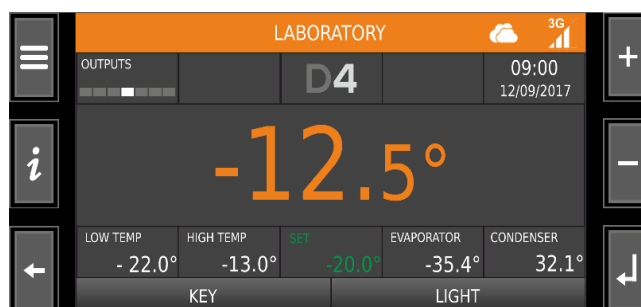 LABORATORY
3G
OUTPUTS
D4
09:00
12/09/2017
i
-12.5°
LOW TEMP HIGH TEMP SET EVAPORATOR CONDENSER
- 22.0° -13.0° -20.0° -35.4° 32.1°
KEY LIGHT